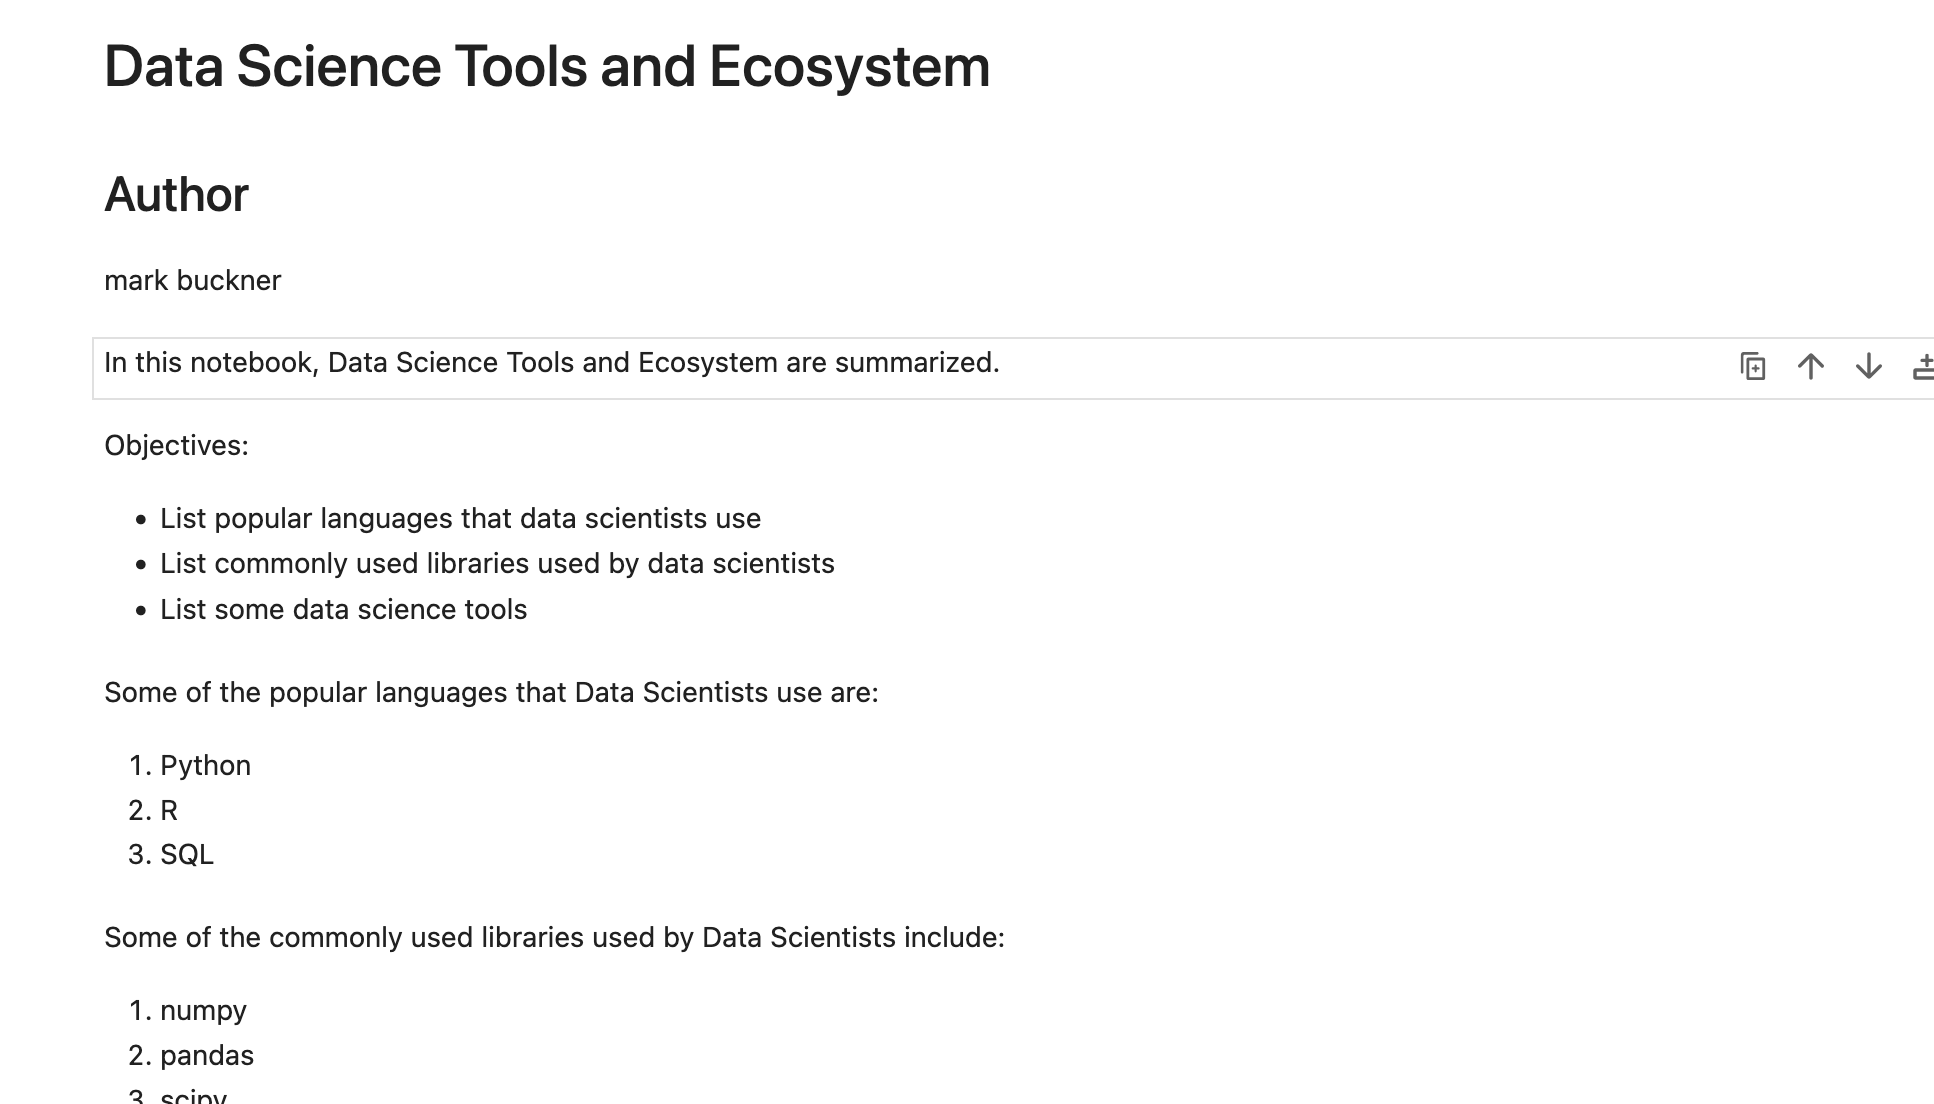 Data Science Tools and Ecosystem
Author
mark buckner
In this notebook, Data Science Tools and Ecosystem are summarized.
Objectives:
• List popular languages that data scientists use
• List commonly used libraries used by data scientists
• List some data science tools
Some of the popular languages that Data Scientists use are:
1. Python
2. R
3. SQL
Some of the commonly used libraries used by Data Scientists include:
1. numpy
2. pandas
3. scipy